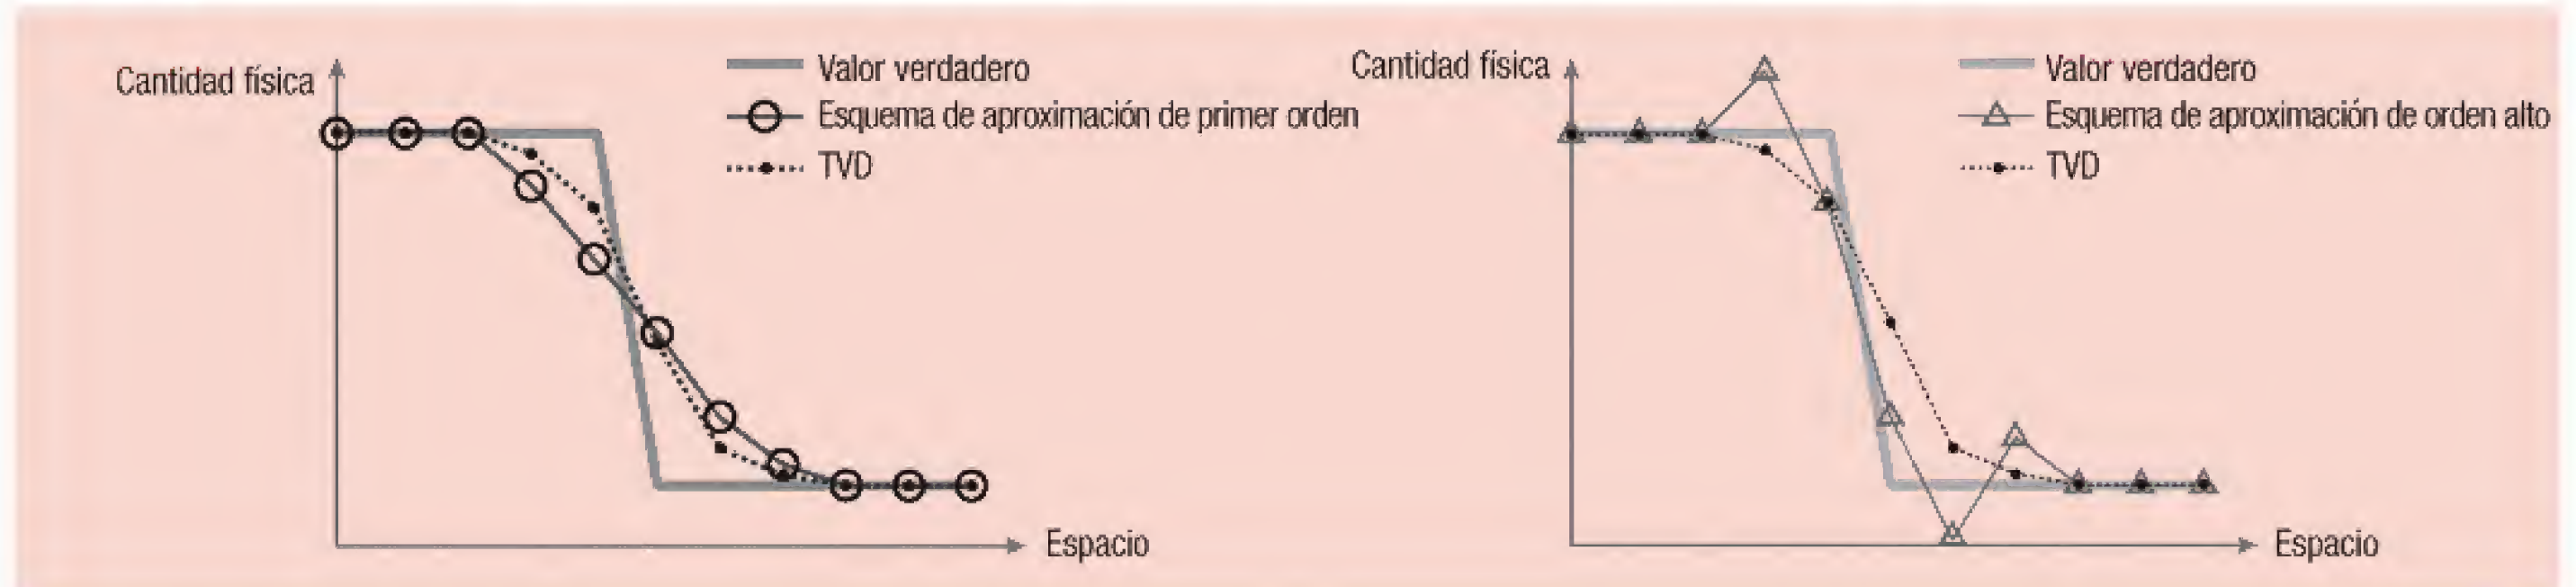 Cantidad física
Valor verdadero
Esquema de aproximación de primer orden
TVD
Espacio
Cantidad física
Valor verdadero
Esquema de aproximación de orden alto
TVD
Espacio